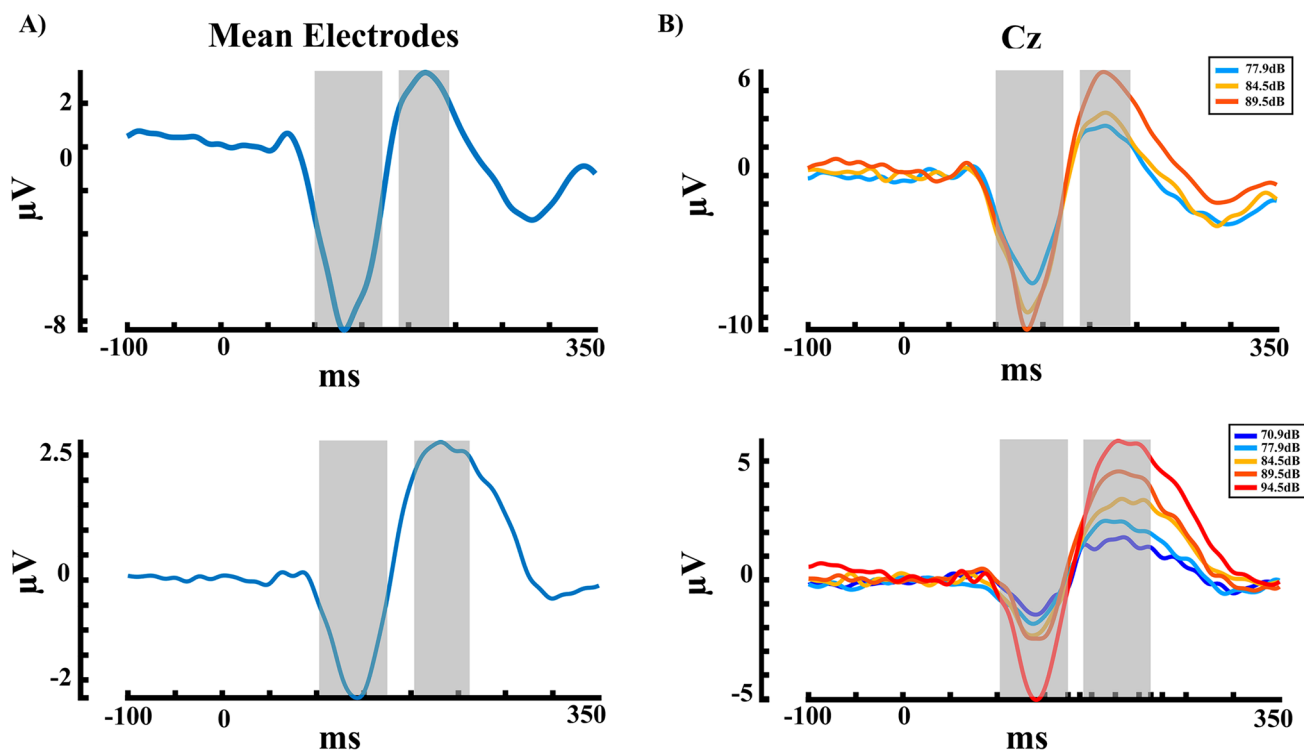 A)
Mean Electrodes
μV
2
0
-8
-100
0
350
ms
B)
Cz
77.9dB
84.5dB
89.5dB
μV
6
0
-10
-100
0
350
ms
μV
2.5
0
-2
-100
0
350
ms
70.9dB
77.9dB
84.5dB
89.5dB
94.5dB
μV
5
0
-5
-100
0
350
ms